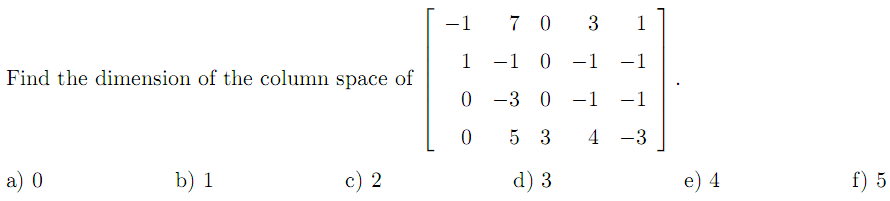 −1 7 0 3 1
1 −1 0 −1 −1
Find the dimension of the column space of
0 −3 0 −1 −1 .
0 5 3 4 −3
a) 0 b) 1 c) 2 d) 3 e) 4 f) 5